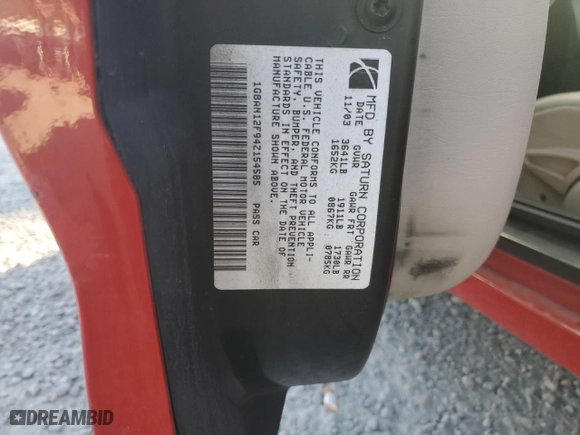 MFD BY SATURN CORPORATION
DATE GVWR GAWR FRT GAWR RR
11/03 3641LB 1911LB 1730LB
1652KG 0867KG 0785KG
THIS VEHICLE CONFORMS TO ALL APPLI-
CABLE U.S. FEDERAL MOTOR VEHICLE
SAFETY, BUMPER, AND THEFT PREVENTION
STANDARDS IN EFFECT ON THE DATE OF
MANUFACTURE SHOWN ABOVE.
1G8AN12F94Z154585 PASS CAR
DREAMBID